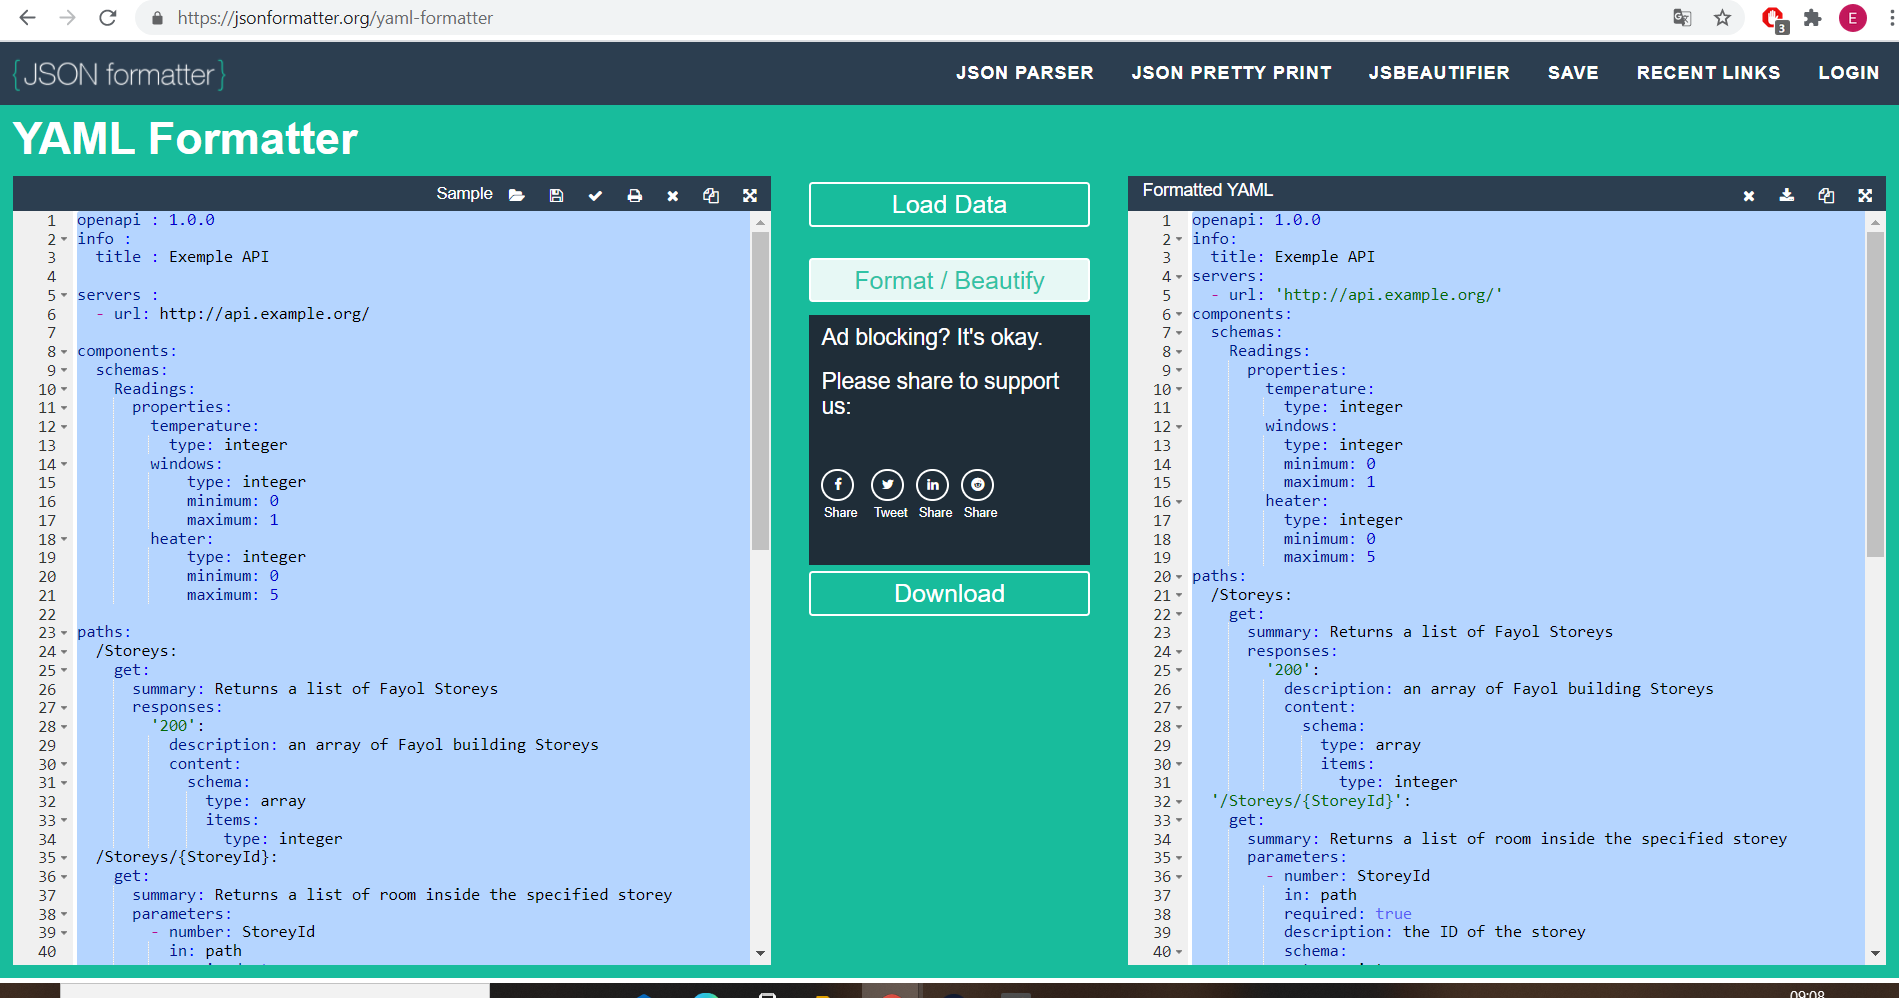 https://jsonformatter.org/yaml-formatter
3
E
{JSON formatter}
JSON PARSER
JSON PRETTY PRINT
JSBEAUTIFIER
SAVE
RECENT LINKS
LOGIN
YAML Formatter
Sample
1 openapi : 1.0.0
2 info :
3 title : Exemple API
4
5 servers :
6 - url: http://api.example.org/
7
8 components:
9 schemas:
10 Readings:
11 properties:
12 temperature:
13 type: integer
14 windows:
15 type: integer
16 minimum: 0
17 maximum: 1
18 heater:
19 type: integer
20 minimum: 0
21 maximum: 5
22
23 paths:
24 /Storeys:
25 get:
26 summary: Returns a list of Fayol Storeys
27 responses:
28 '200':
29 description: an array of Fayol building Storeys
30 content:
31 schema:
32 type: array
33 items:
34 type: integer
35 /Storeys/{StoreyId}:
36 get:
37 summary: Returns a list of room inside the specified storey
38 parameters:
39 - number: StoreyId
40 in: path
Load Data
Format / Beautify
Ad blocking? It's okay.
Please share to support
us:
Share
Tweet
Share
Share
Download
Formatted YAML
1 openapi: 1.0.0
2 info:
3 title: Exemple API
4 servers:
5 - url: 'http://api.example.org/'
6 components:
7 schemas:
8 Readings:
9 properties:
10 temperature:
11 type: integer
12 windows:
13 type: integer
14 minimum: 0
15 maximum: 1
16 heater:
17 type: integer
18 minimum: 0
19 maximum: 5
20 paths:
21 /Storeys:
22 get:
23 summary: Returns a list of Fayol Storeys
24 responses:
25 '200':
26 description: an array of Fayol building Storeys
27 content:
28 schema:
29 type: array
30 items:
31 type: integer
32 '/Storeys/{StoreyId}':
33 get:
34 summary: Returns a list of room inside the specified storey
35 parameters:
36 - number: StoreyId
37 in: path
38 required: true
39 description: the ID of the storey
40 schema:
09:08